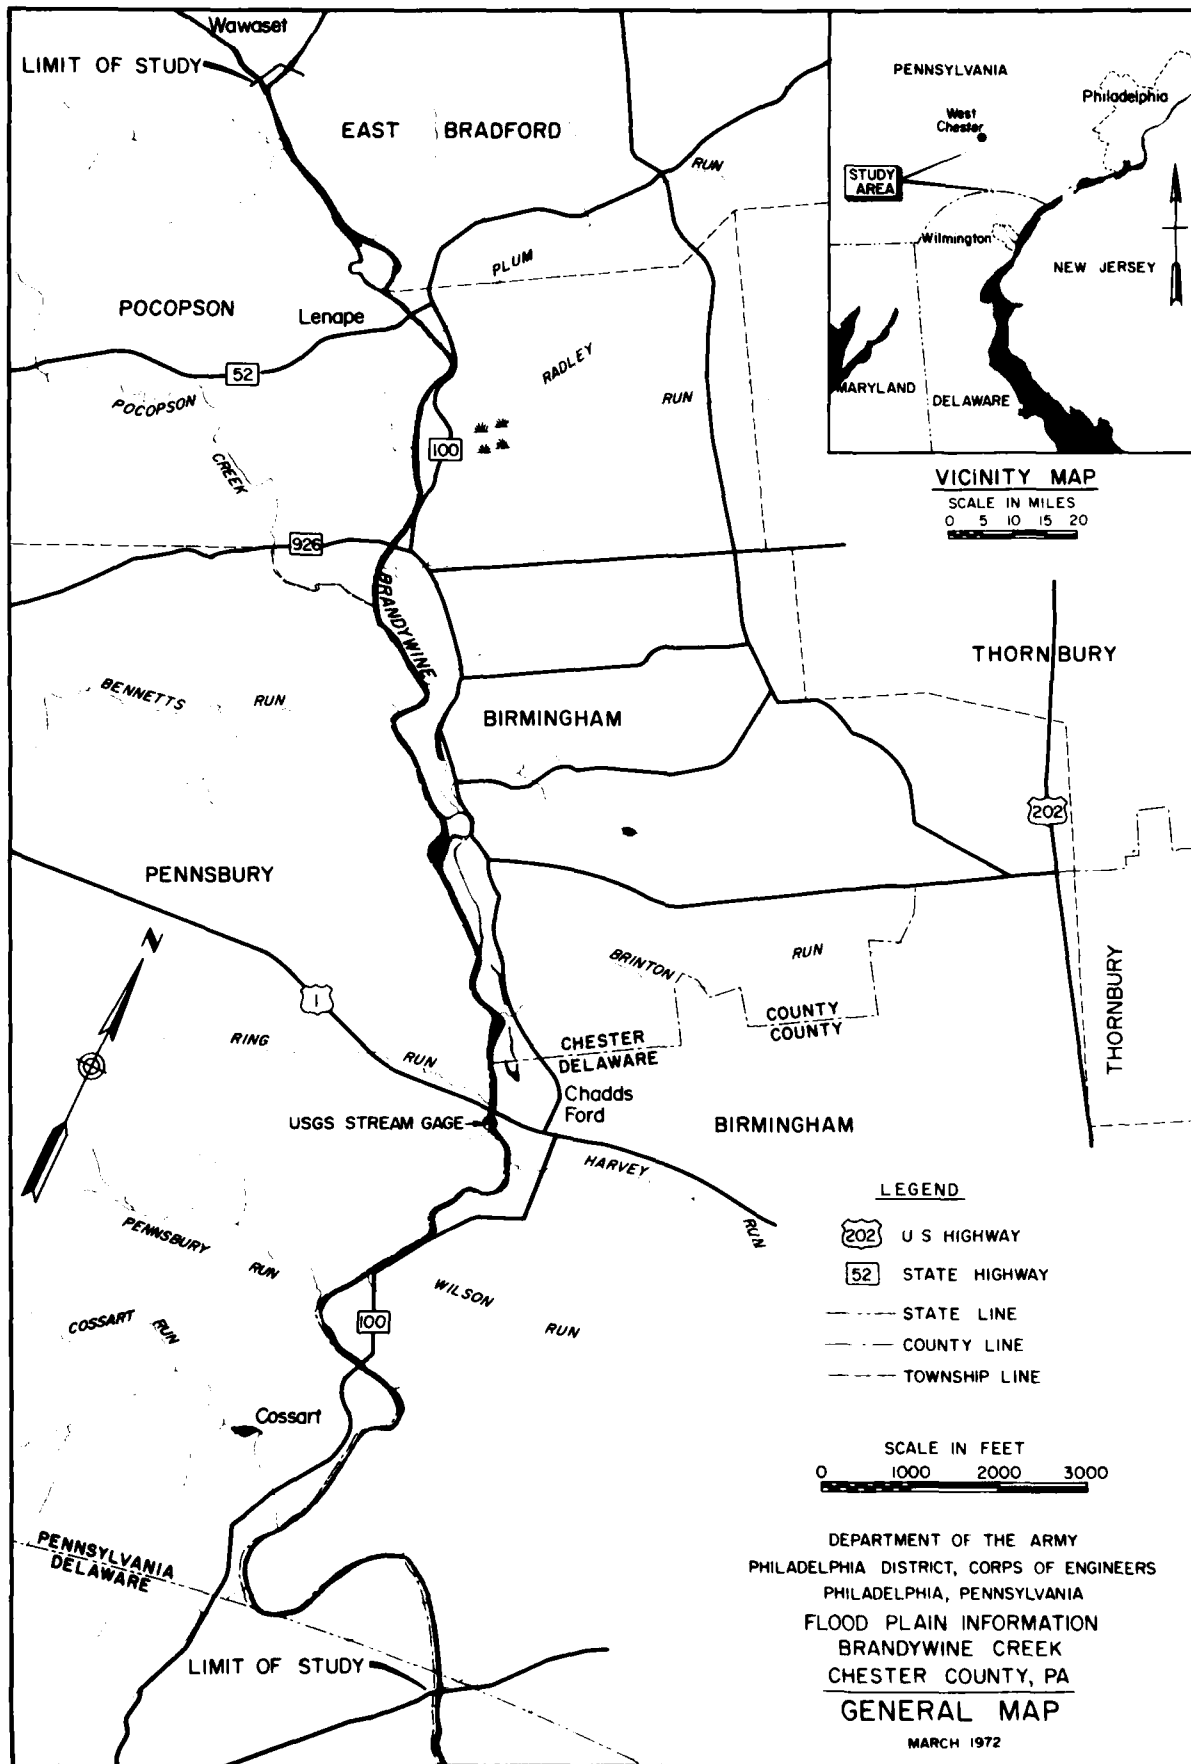 Wawaset
LIMIT OF STUDY
EAST BRADFORD
RUN
PLUM
POCOPSON
Lenape
52
RADLEY
RUN
POCOPSON
CREEK
100
926
BRANDYWINE
BENNETTS RUN
BIRMINGHAM
THORNBURY
202
PENNSBURY
N
1
BRINTON RUN
THORNBURY
RING
RUN
CHESTER COUNTY
DELAWARE COUNTY
Chadds
Ford
USGS STREAM GAGE
BIRMINGHAM
HARVEY
RUN
PENNSBURY
RUN
WILSON
RUN
COSSART RUN
100
Cossart
PENNSYLVANIA
DELAWARE
LIMIT OF STUDY
PENNSYLVANIA
Philadelphia
West
Chester
STUDY
AREA
Wilmington
NEW JERSEY
MARYLAND
DELAWARE
VICINITY MAP
SCALE IN MILES
0 5 10 15 20
LEGEND
202 U S HIGHWAY
52 STATE HIGHWAY
STATE LINE
COUNTY LINE
TOWNSHIP LINE
SCALE IN FEET
0 1000 2000 3000
DEPARTMENT OF THE ARMY
PHILADELPHIA DISTRICT, CORPS OF ENGINEERS
PHILADELPHIA, PENNSYLVANIA
FLOOD PLAIN INFORMATION
BRANDYWINE CREEK
CHESTER COUNTY, PA
GENERAL MAP
MARCH 1972